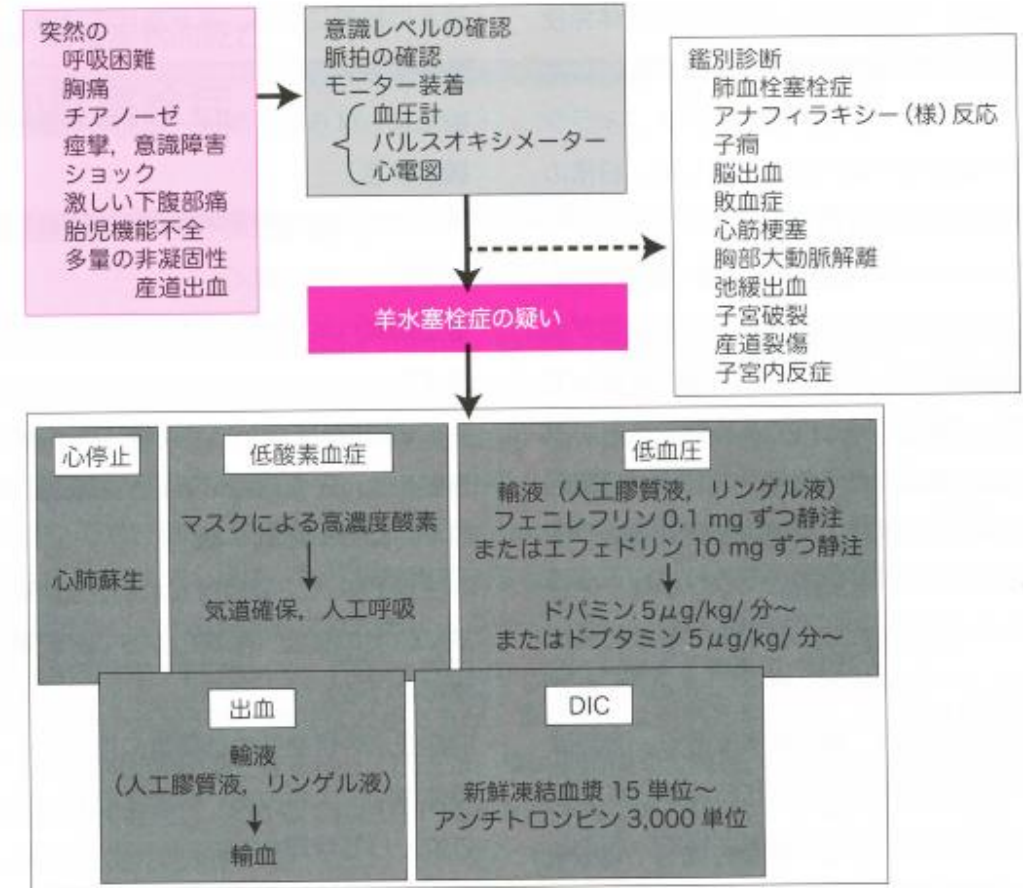 突然の
呼吸困難
胸痛
チアノーゼ
痙攣,意識障害
ショック
激しい下腹部痛
胎児機能不全
多量の非凝固性
産道出血
意識レベルの確認
脈拍の確認
モニター装着
血圧計
パルスオキシメーター
心電図
鑑別診断
肺血栓塞栓症
アナフィラキシー(様)反応
子癇
脳出血
敗血症
心筋梗塞
胸部大動脈解離
弛緩出血
子宮破裂
産道裂傷
子宮内反症
羊水塞栓症の疑い
心停止
心肺蘇生
低酸素血症
マスクによる高濃度酸素
気道確保,人工呼吸
低血圧
輸液(人工膠質液,リンゲル液)
フェニレフリン 0.1 mg ずつ静注
またはエフェドリン 10 mg ずつ静注
ドパミン 5μg/kg/ 分〜
またはドブタミン 5μg/kg/ 分〜
出血
輸液
(人工膠質液,リンゲル液)
輸血
DIC
新鮮凍結血漿 15 単位〜
アンチトロンビン 3,000 単位